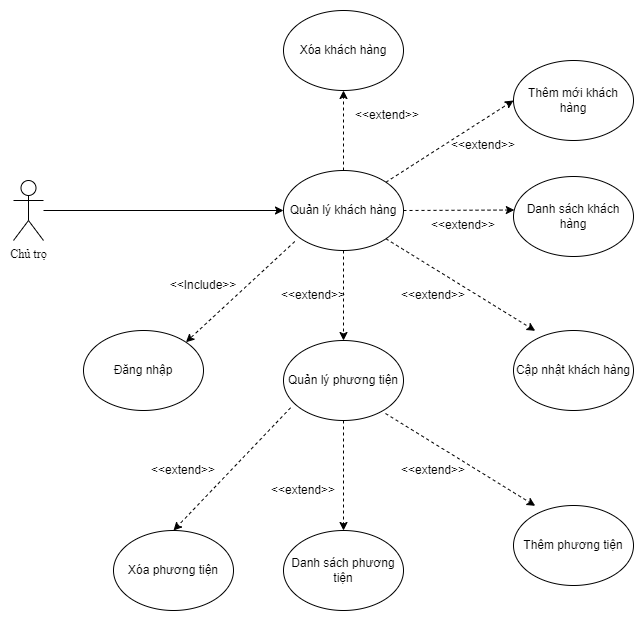 Xóa khách hàng
<<extend>>
Thêm mới khách
hàng
<<extend>>
Chủ trọ
Quản lý khách hàng
Danh sách khách
hàng
<<extend>>
<<Include>>
<<extend>>
<<extend>>
Đăng nhập
Quản lý phương tiện
Cập nhật khách hàng
<<extend>>
<<extend>>
<<extend>>
Xóa phương tiện
Danh sách phương
tiện
Thêm phương tiện